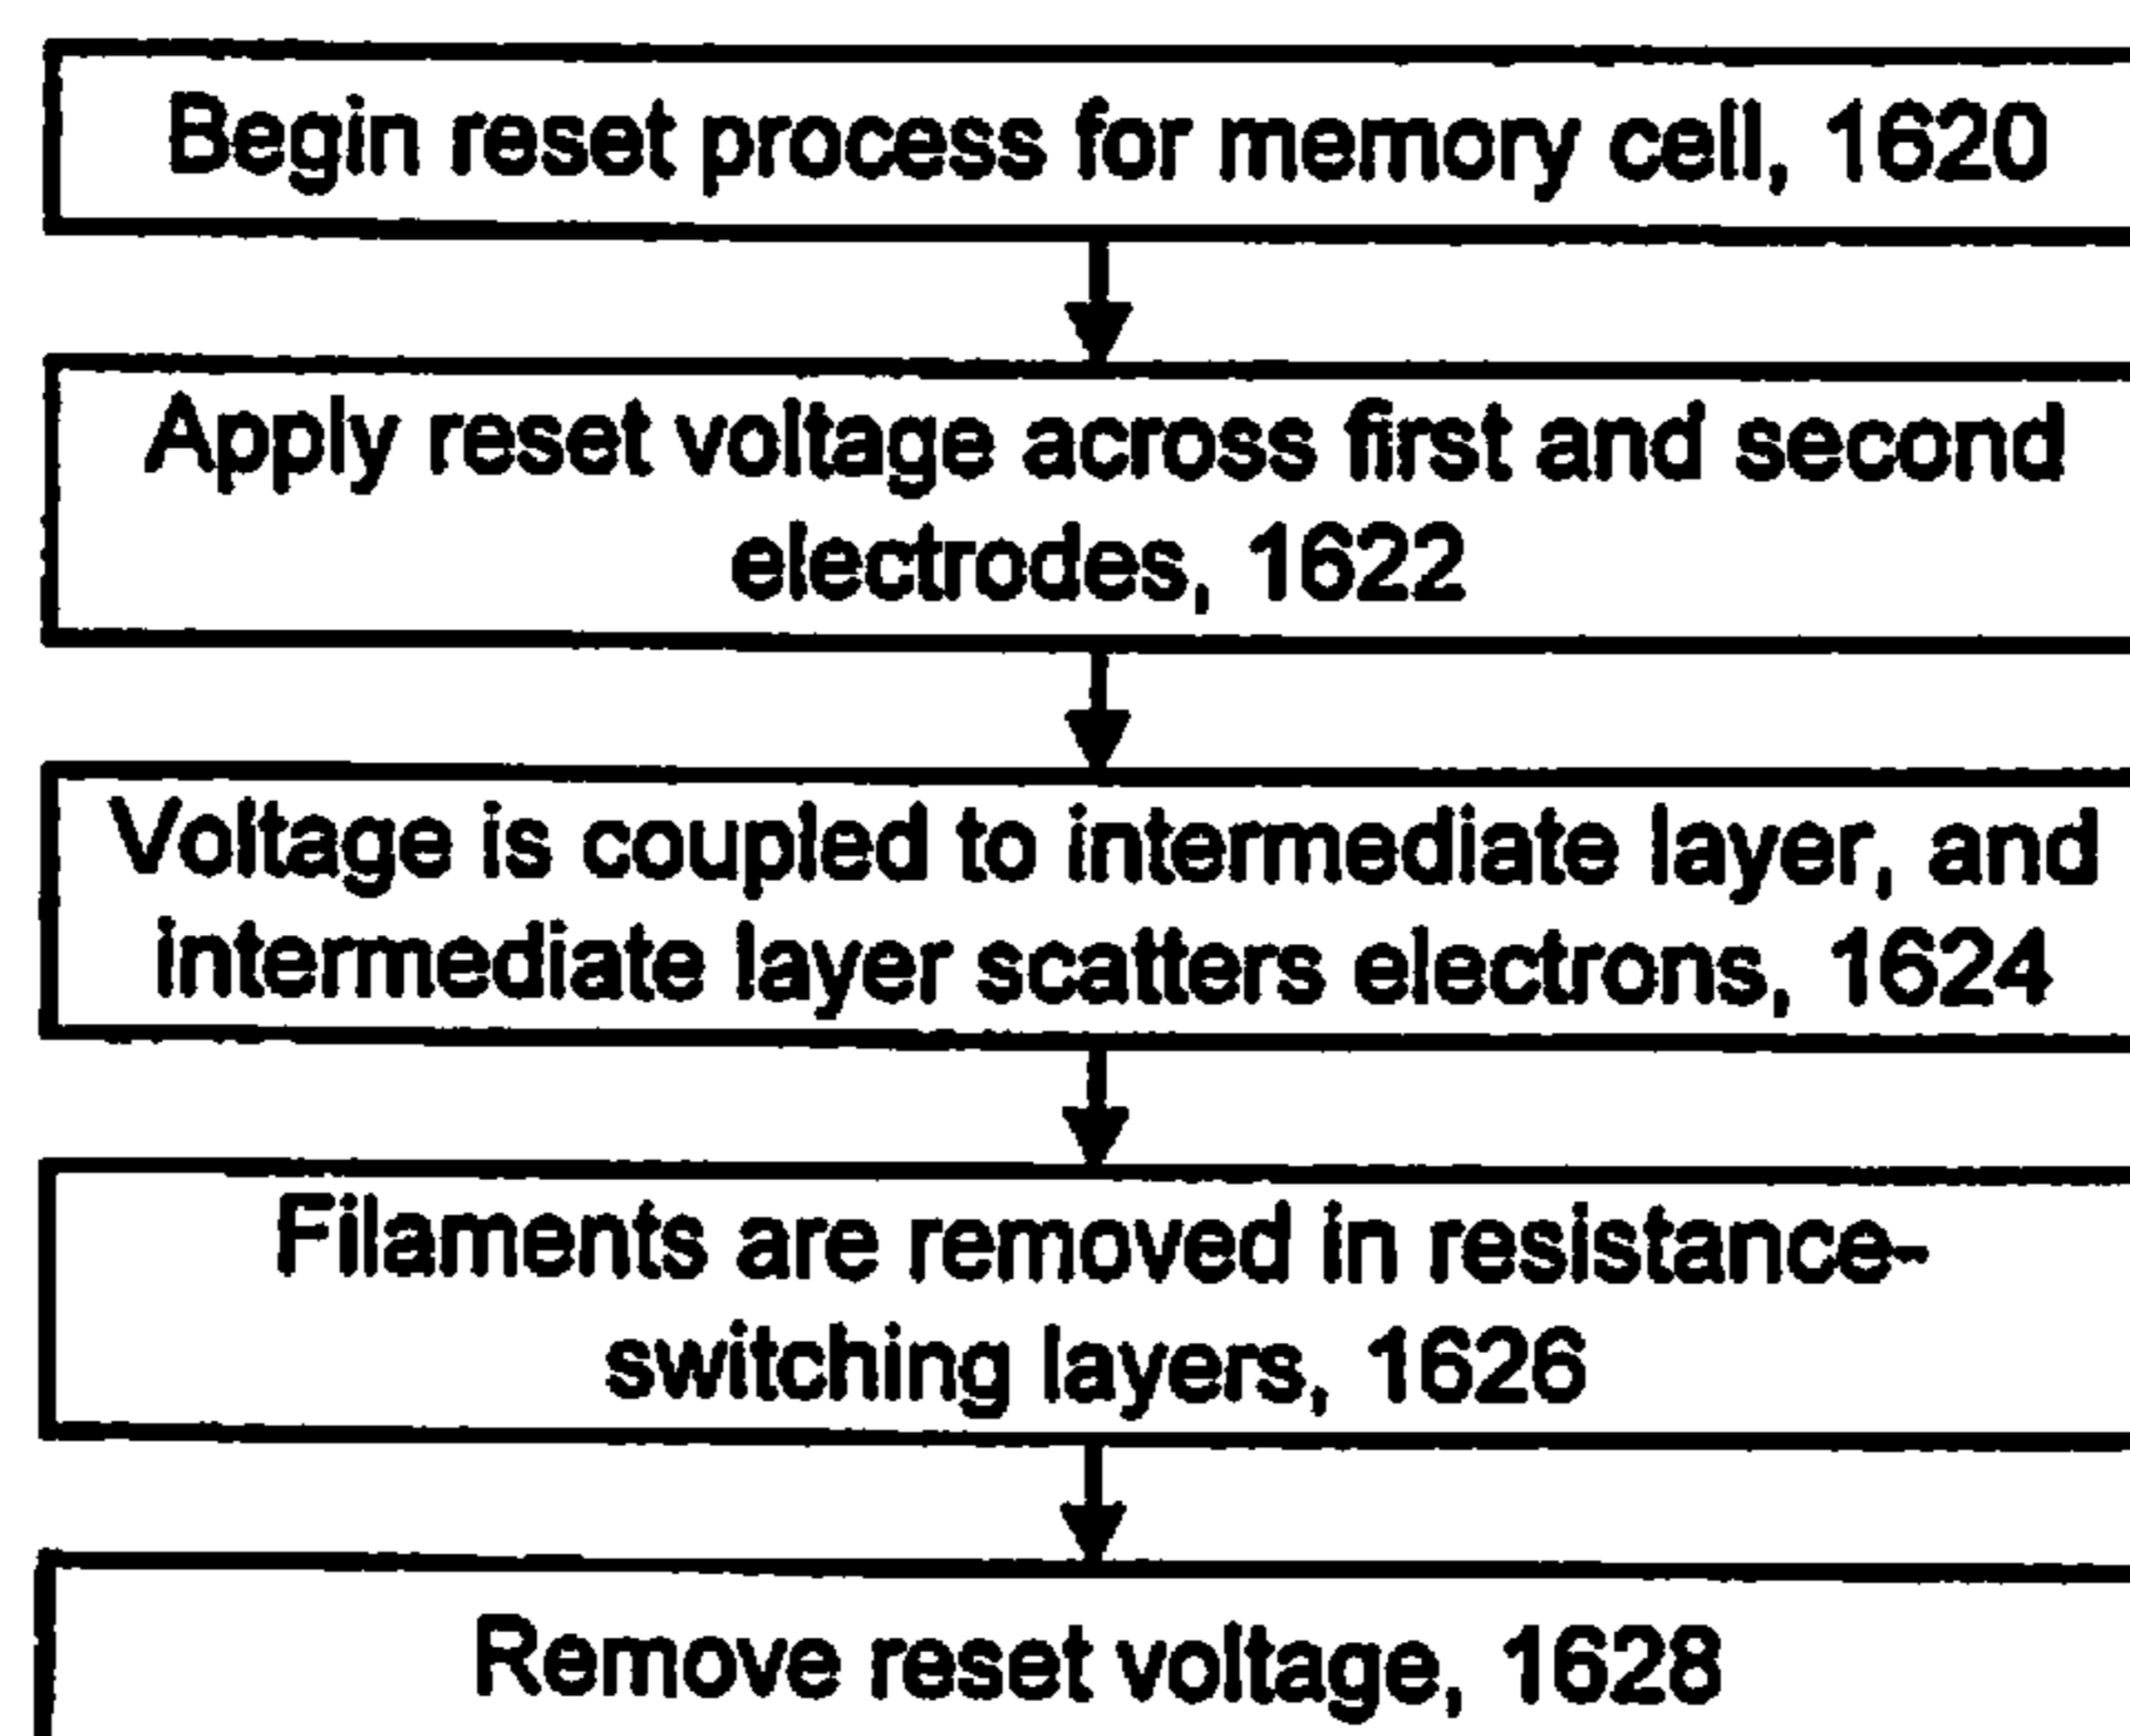 Begin reset process for memory cell, 1620
Apply reset voltage across first and second
electrodes, 1622
Voltage is coupled to intermediate layer, and
intermediate layer scatters electrons, 1624
Filaments are removed in resistance-
switching layers, 1626
Remove reset voltage, 1628